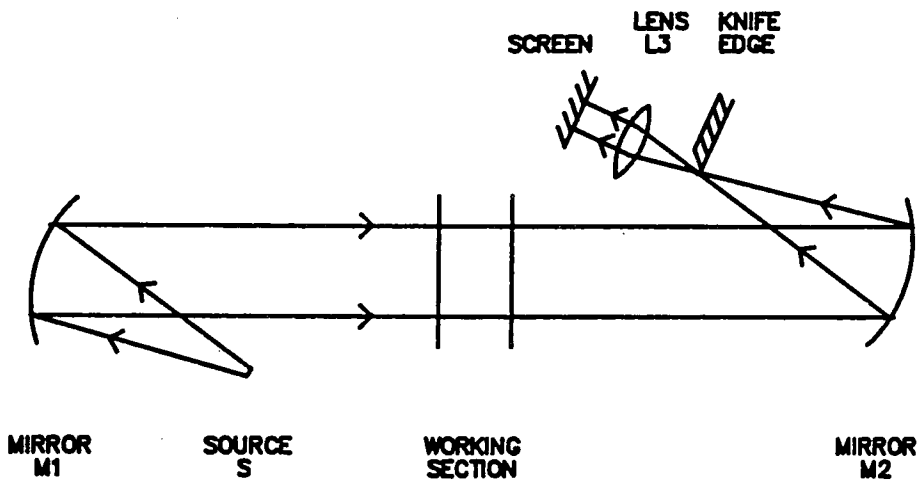 SCREEN
LENS
L3
KNIFE
EDGE
MIRROR
M1
SOURCE
S
WORKING
SECTION
MIRROR
M2